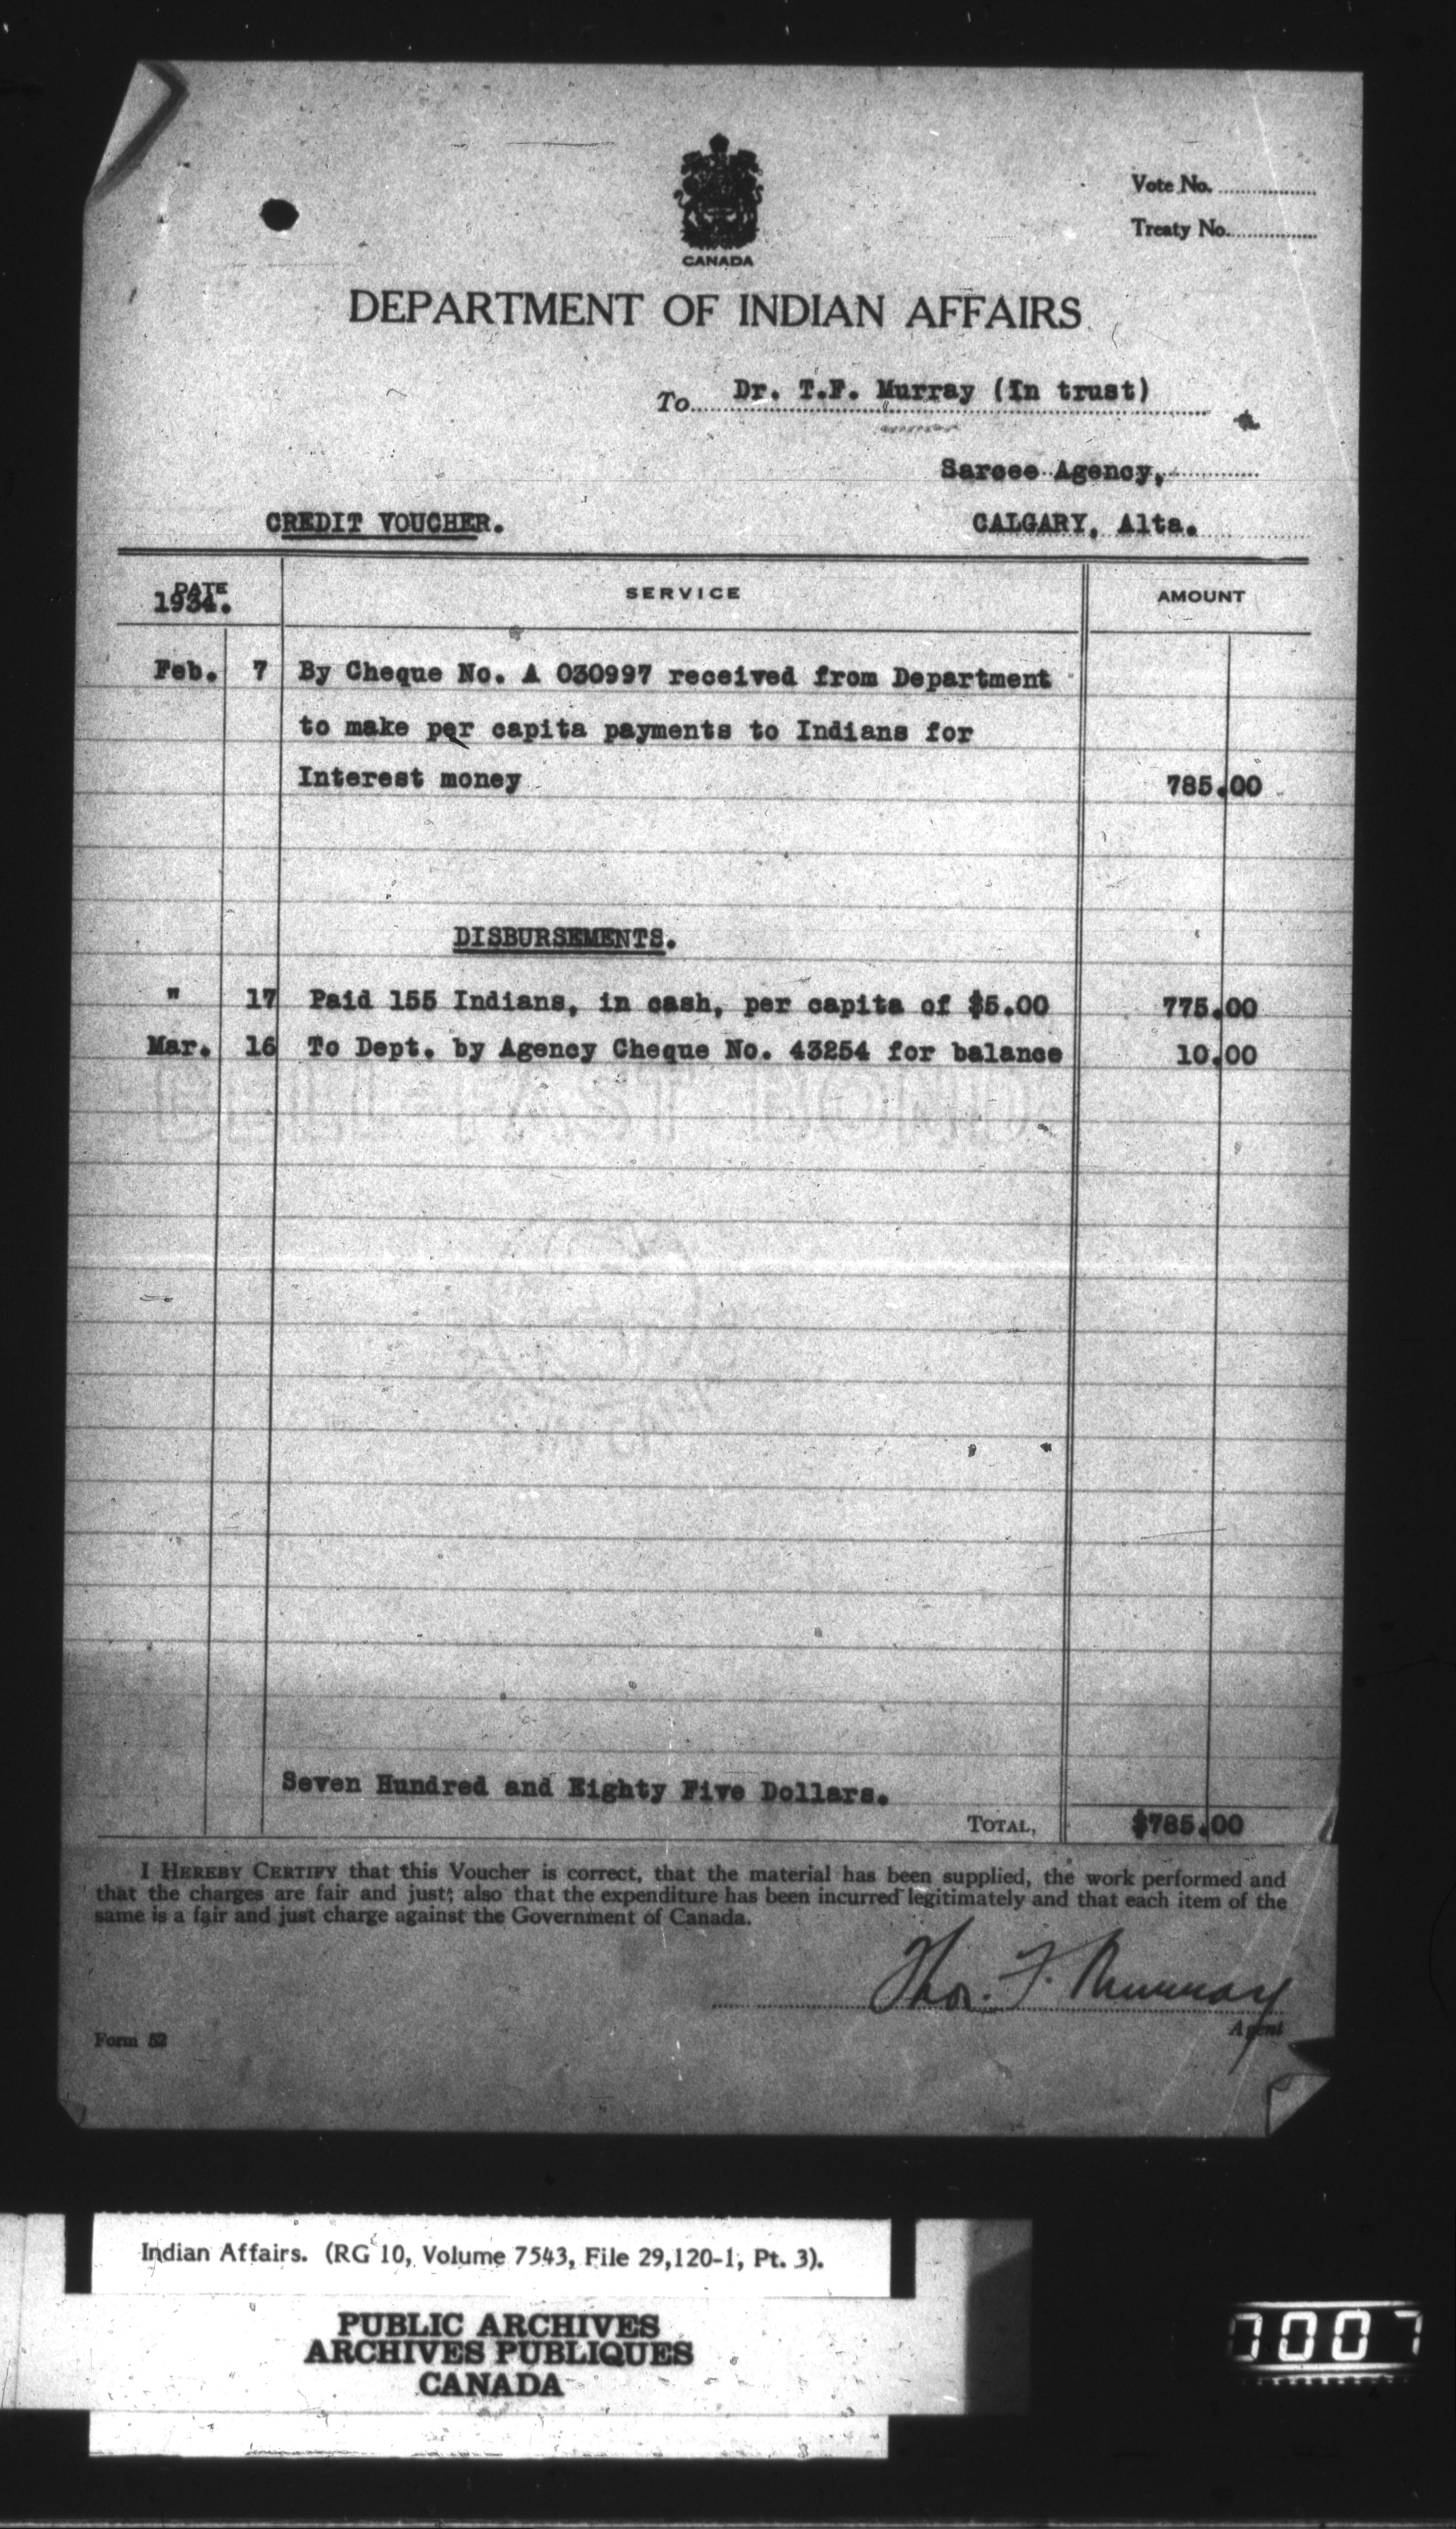 Vote No.
Treaty No.
CANADA
DEPARTMENT OF INDIAN AFFAIRS
To Dr. T.F. Murray (In trust)
Sarcee Agency,
CREDIT VOUCHER. CALGARY, Alta.
DATE SERVICE AMOUNT
1934.
Feb. 7 By Cheque No. A 030997 received from Department
to make per capita payments to Indians for
Interest money 785.00
DISBURSEMENTS.
" 17 Paid 155 Indians, in cash, per capita of $5.00 775.00
Mar. 16 To Dept. by Agency Cheque No. 43254 for balance 10.00
Seven Hundred and Eighty Five Dollars.
TOTAL, $785.00
I HEREBY CERTIFY that this Voucher is correct, that the material has been supplied, the work performed and
that the charges are fair and just; also that the expenditure has been incurred legitimately and that each item of the
same is a fair and just charge against the Government of Canada.
Thos. F. Murray
Agent
Form 52
Indian Affairs. (RG 10, Volume 7543, File 29,120-1, Pt. 3).
PUBLIC ARCHIVES
ARCHIVES PUBLIQUES
CANADA
0007